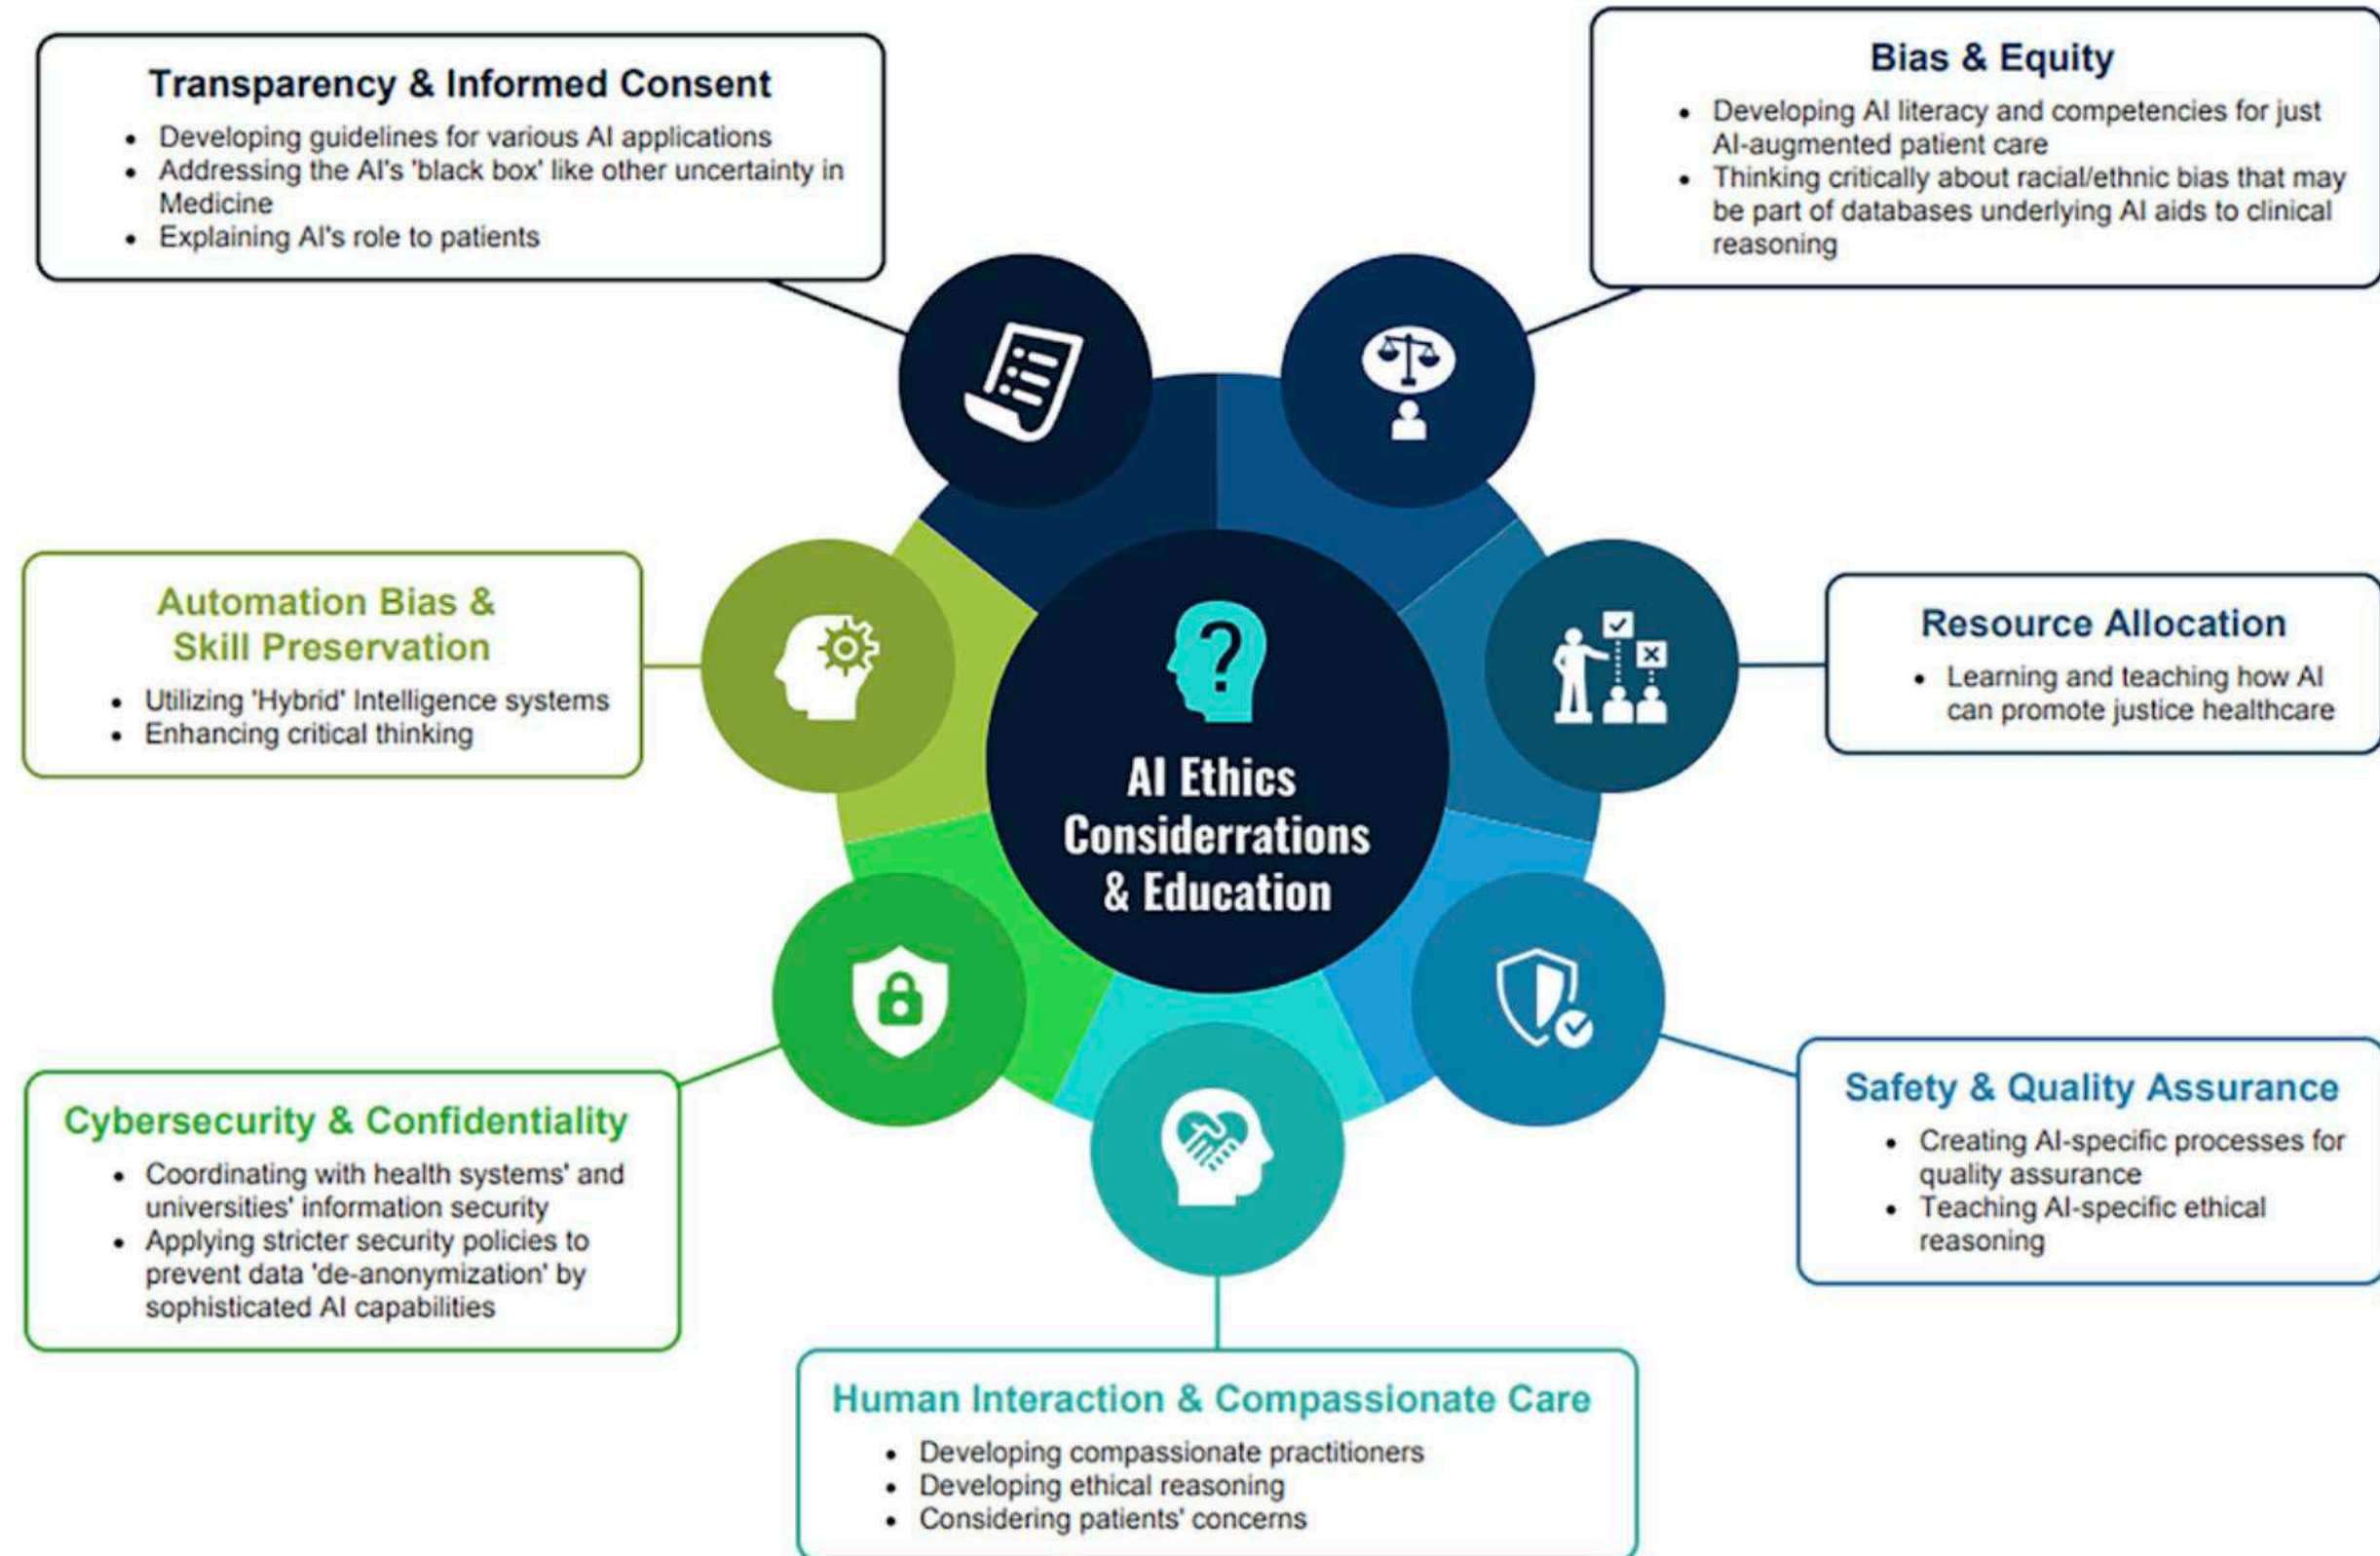 Transparency & Informed Consent
• Developing guidelines for various AI applications
• Addressing the AI's 'black box' like other uncertainty in
Medicine
• Explaining AI's role to patients
Bias & Equity
• Developing AI literacy and competencies for just
AI-augmented patient care
• Thinking critically about racial/ethnic bias that may
be part of databases underlying AI aids to clinical
reasoning
Automation Bias &
Skill Preservation
• Utilizing 'Hybrid' Intelligence systems
• Enhancing critical thinking
?
AI Ethics
Considerrations
& Education
Resource Allocation
• Learning and teaching how AI
can promote justice healthcare
Cybersecurity & Confidentiality
• Coordinating with health systems' and
universities' information security
• Applying stricter security policies to
prevent data 'de-anonymization' by
sophisticated AI capabilities
Safety & Quality Assurance
• Creating AI-specific processes for
quality assurance
• Teaching AI-specific ethical
reasoning
Human Interaction & Compassionate Care
• Developing compassionate practitioners
• Developing ethical reasoning
• Considering patients' concerns